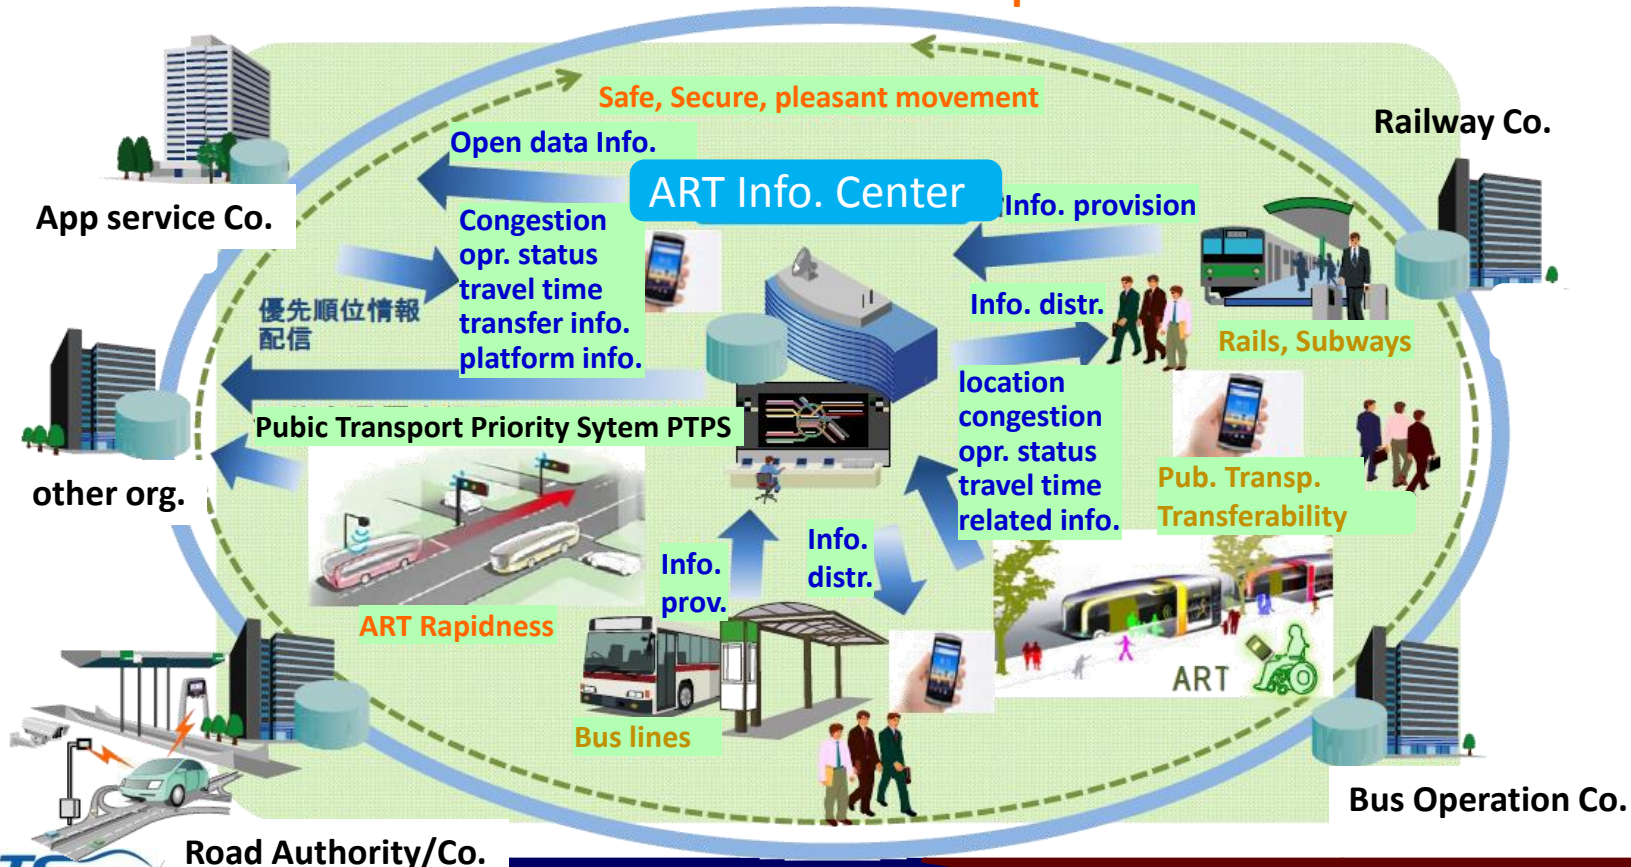 Safe, Secure, pleasant movement
Railway Co.
Open data Info.
ART Info. Center
App service Co.
Info. provision
Congestion
opr. status
travel time
transfer info.
platform info.
優先順位情報
配信
Info. distr.
Rails, Subways
location
congestion
opr. status
travel time
related info.
Pubic Transport Priority Sytem PTPS
other org.
Pub. Transp.
Transferability
Info.
prov.
Info.
distr.
ART Rapidness
ART
Bus lines
Bus Operation Co.
Road Authority/Co.